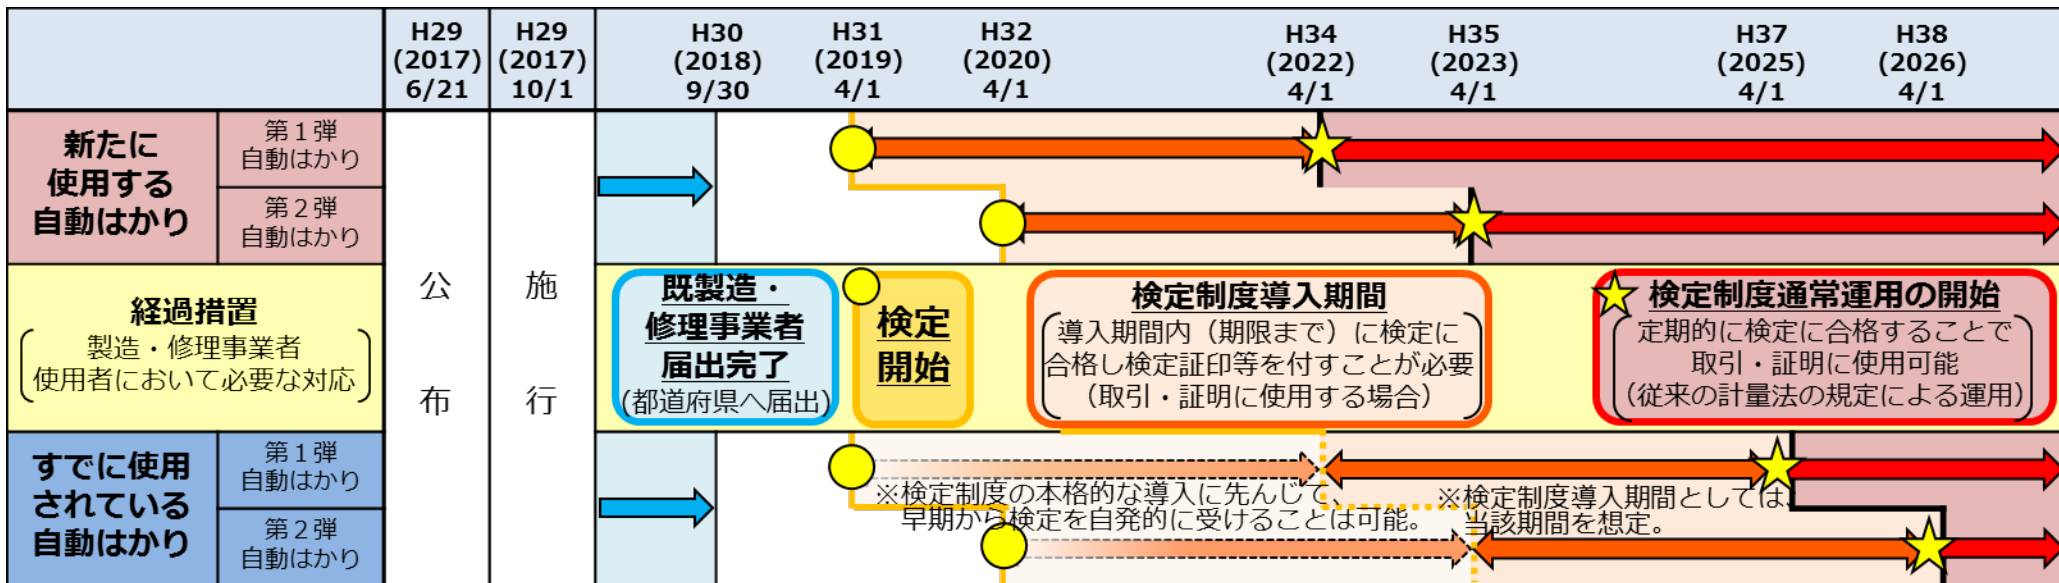 H29
(2017)
6/21
H29
(2017)
10/1
H30
(2018)
9/30
H31
(2019)
4/1
H32
(2020)
4/1
H34
(2022)
4/1
H35
(2023)
4/1
H37
(2025)
4/1
H38
(2026)
4/1
新たに
使用する
自動はかり
第1弾
自動はかり
第2弾
自動はかり
公布
施行
経過措置
製造・修理事業者
使用者において必要な対応
既製造・
修理事業者
届出完了
(都道府県へ届出)
検定
開始
検定制度導入期間
導入期間内（期限まで）に検定に
合格し検定証印等を付すことが必要
（取引・証明に使用する場合）
検定制度通常運用の開始
定期的に検定に合格することで
取引・証明に使用可能
（従来の計量法の規定による運用）
すでに使用
されている
自動はかり
第1弾
自動はかり
第2弾
自動はかり
※検定制度の本格的な導入に先んじて、
早期から検定を自発的に受けることは可能。
※検定制度導入期間としては、
当該期間を想定。